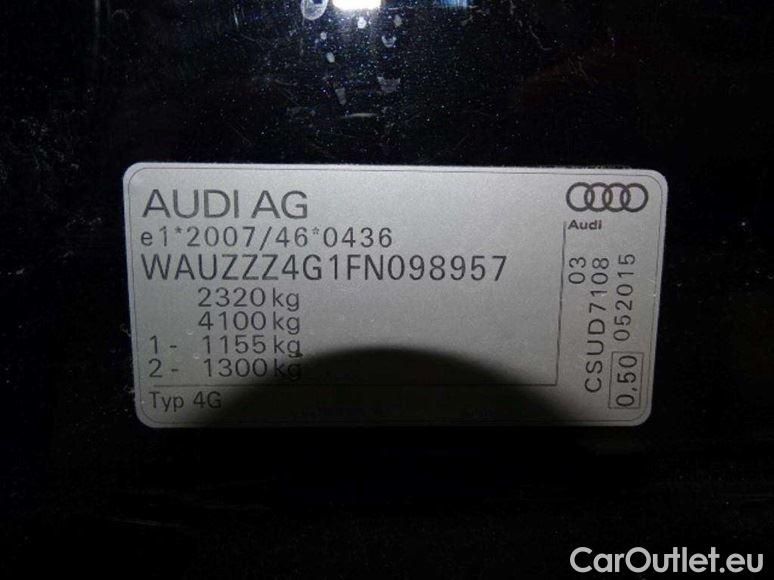 AUDI AG
Audi
e1*2007/46*0436
WAUZZZ4G1FN098957
2320 kg
4100 kg
1 - 1155 kg
2 - 1300 kg
Typ 4G
03
CSUD7108
0,50 052015
CarOutlet.eu